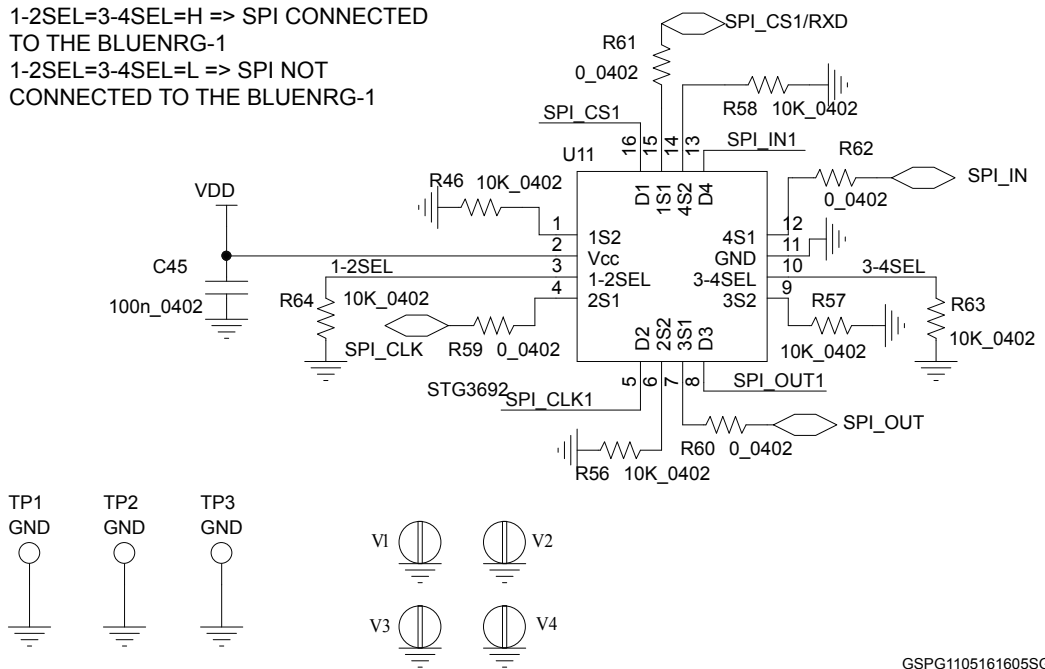 1-2SEL=3-4SEL=H => SPI CONNECTED
TO THE BLUENRG-1
1-2SEL=3-4SEL=L => SPI NOT
CONNECTED TO THE BLUENRG-1
SPI_CS1/RXD
R61
0_0402
R58 10K_0402
SPI_CS1
SPI_IN1
16
15
14
13
U11
D1
1S1
4S2
D4
R62
0_0402
SPI_IN
R46 10K_0402
VDD
1
2
3
4
1S2
Vcc
1-2SEL
2S1
12
11
10
9
4S1
GND
3-4SEL
3S2
C45
100n_0402
1-2SEL
R64
10K_0402
SPI_CLK
R59 0_0402
3-4SEL
R57
10K_0402
R63
10K_0402
D2
2S2
3S1
D3
5
6
7
8
STG3692
SPI_CLK1
SPI_OUT1
R60 0_0402
SPI_OUT
R56 10K_0402
TP1
GND
TP2
GND
TP3
GND
V1
V2
V3
V4